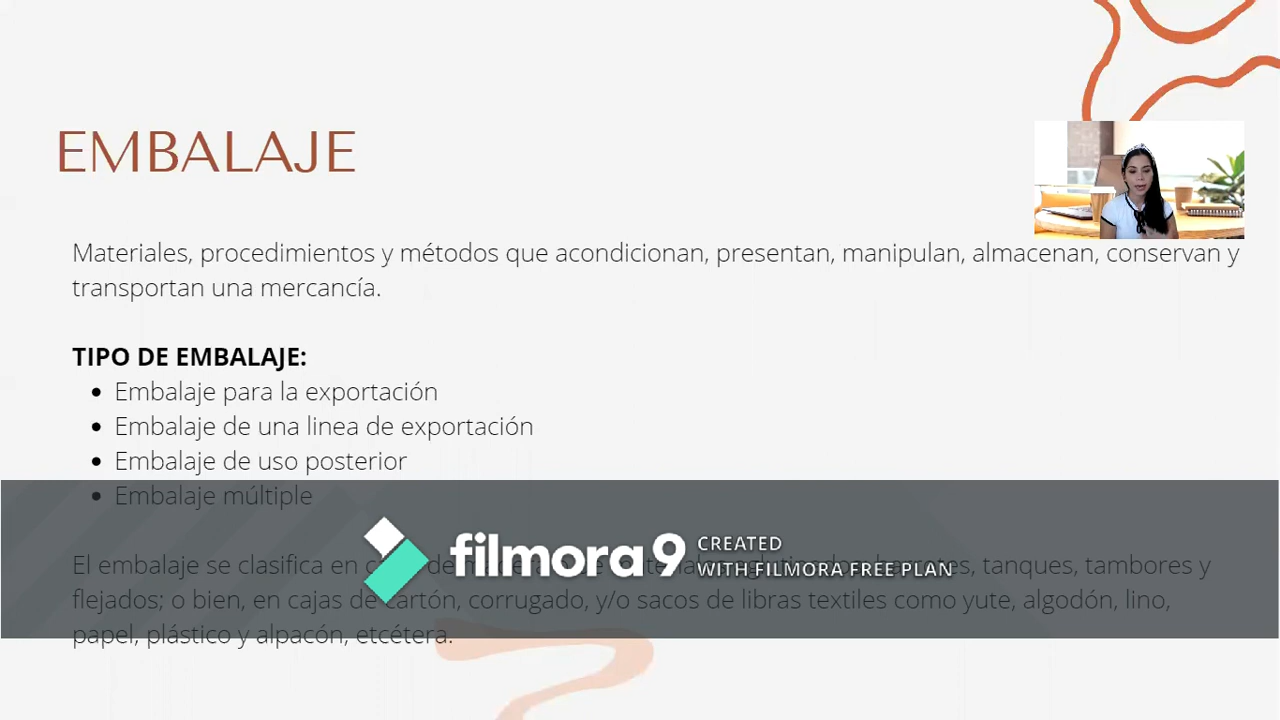 EMBALAJE
Materiales, procedimientos y métodos que acondicionan, presentan, manipulan, almacenan, conservan y
transportan una mercancía.
TIPO DE EMBALAJE:
Embalaje para la exportación
Embalaje de una linea de exportación
Embalaje de uso posterior
Embalaje múltiple
filmora9 CREATED
WITH FILMORA FREE PLAN
El embalaje se clasifica en de tanques, tambores y
flejados; o bien, en cajas de cartón, corrugado, y/o sacos de libras textiles como yute, algodón, lino,
papel, plástico y alpacón, etcétera.